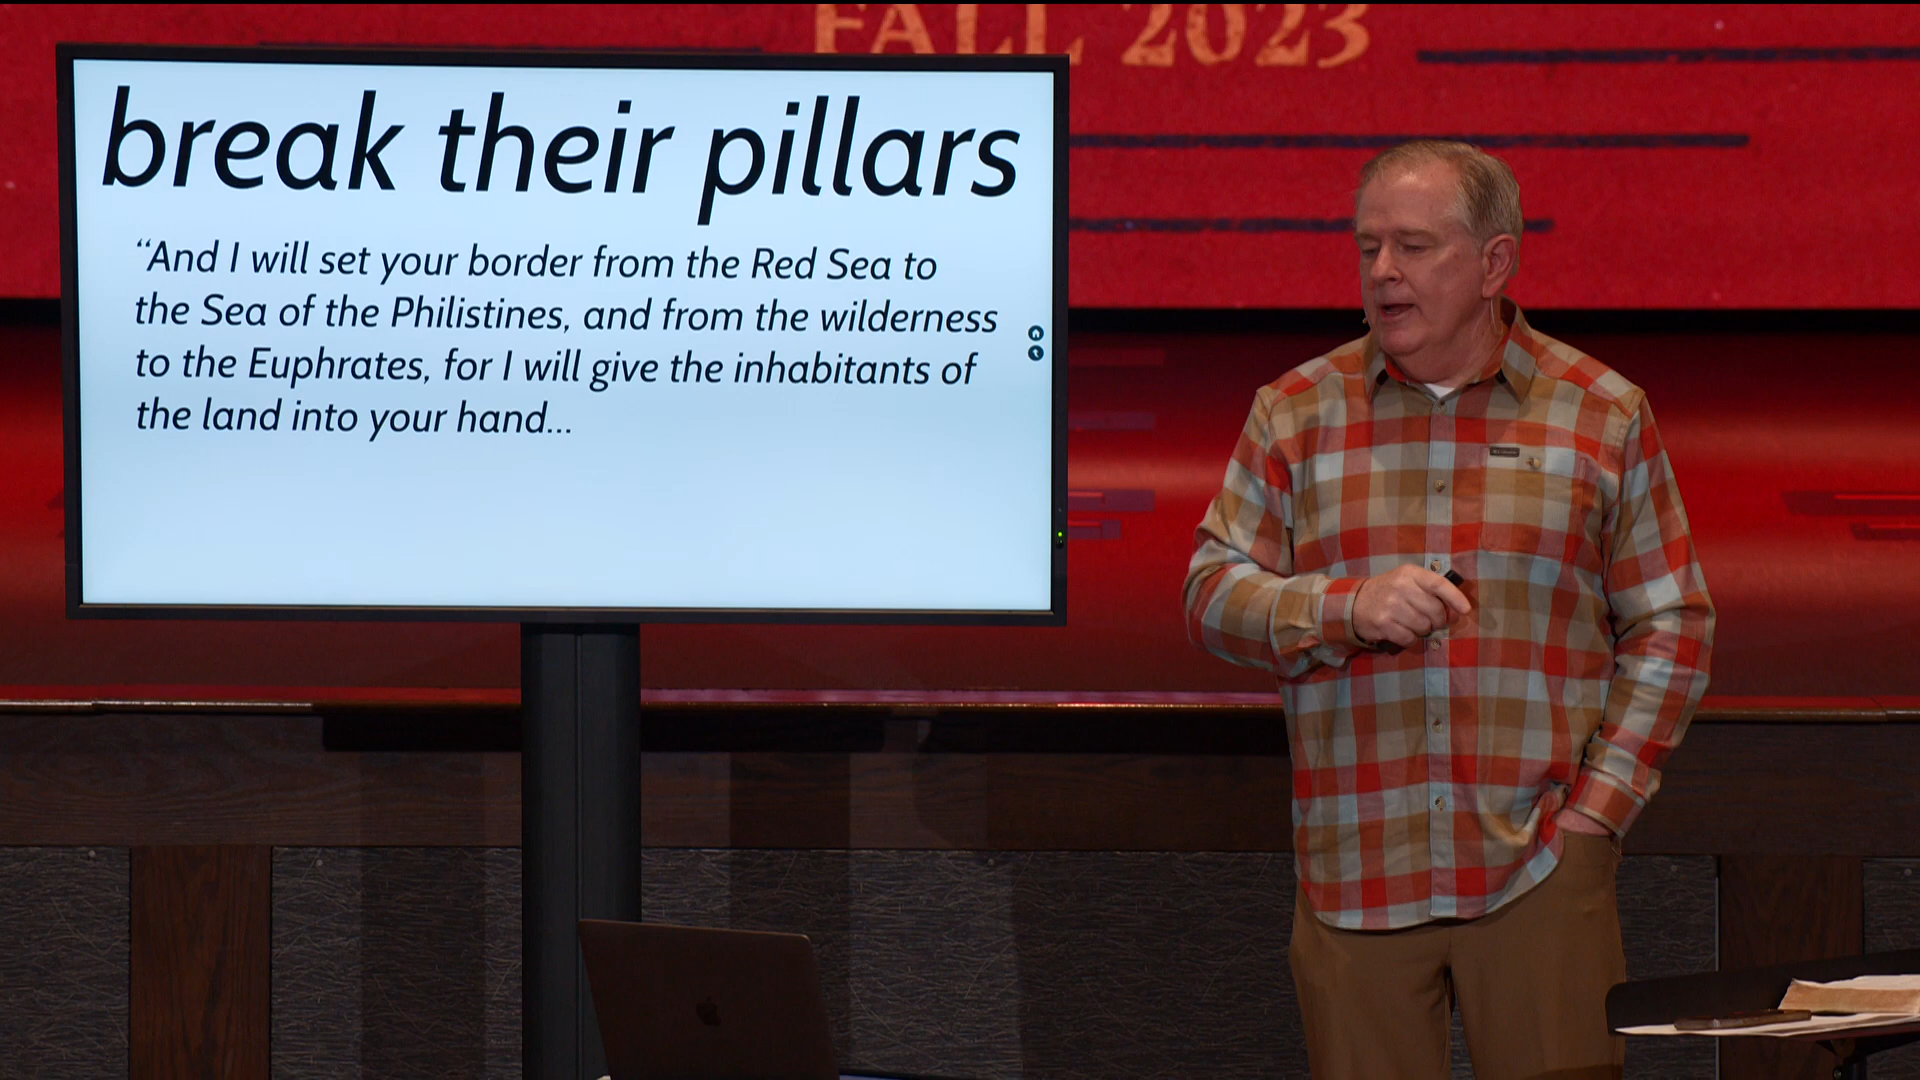 FALL 2023
break their pillars
“And I will set your border from the Red Sea to
the Sea of the Philistines, and from the wilderness
to the Euphrates, for I will give the inhabitants of
the land into your hand...